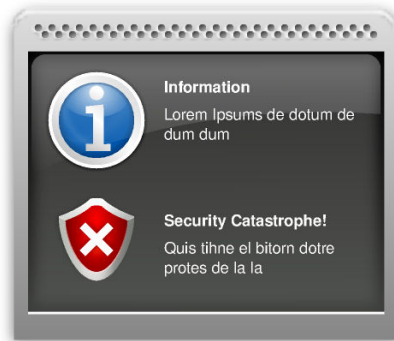 Information
Lorem Ipsums de dotum de
dum dum
Security Catastrophe!
Quis tihne el bitorn dotre
protes de la la